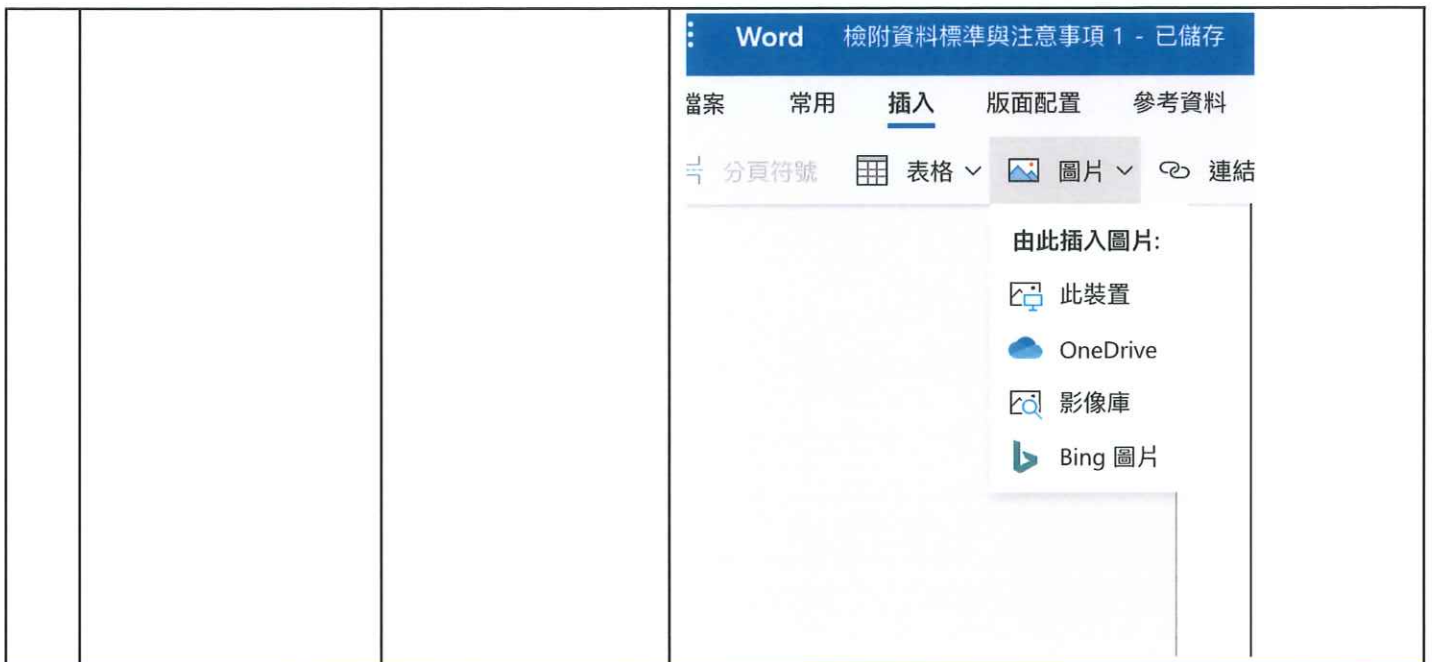 Word 檢附資料標準與注意事項 1 - 已儲存
檔案 常用 插入 版面配置 參考資料
分頁符號 表格 圖片 連結
由此插入圖片:
此裝置
OneDrive
影像庫
Bing 圖片